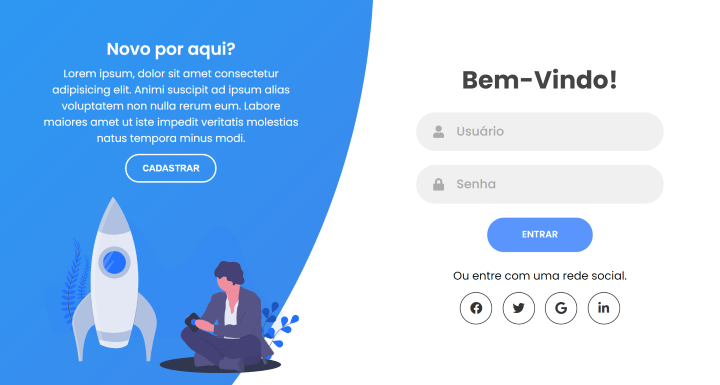 Novo por aqui?
Lorem ipsum, dolor sit amet consectetur
adipisicing elit. Animi suscipit ad ipsum alias
voluptatem non nulla rerum eum. Labore
maiores amet ut iste impedit veritatis molestias
natus tempora minus modi.
CADASTRAR
Bem-Vindo!
Usuário
Senha
ENTRAR
Ou entre com uma rede social.